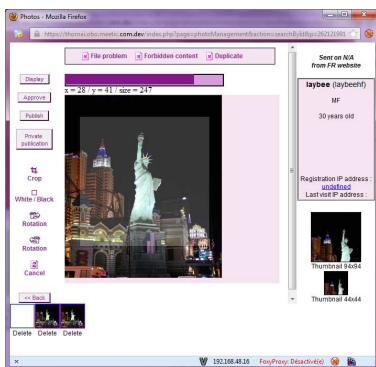 Photos - Mozilla Firefox
https://thorsrvi.obo.meetic.com.dev/index.php?page=photoManagement&action=searchById&p=262121981
File problem Forbidden content Duplicate
x = 28 / y = 41 / size = 247
Display
Approve
Publish
Private
publication
Crop
White / Black
Rotation
Rotation
Cancel
<< Back
Sent on N/A
from FR website
laybee (laybeehf)
MF
30 years old
Registration IP address :
undefined
Last visit IP address :
Thumbnail 94x94
Thumbnail 44x44
Delete Delete Delete
192.168.48.16 FoxyProxy: Désactivé(e)